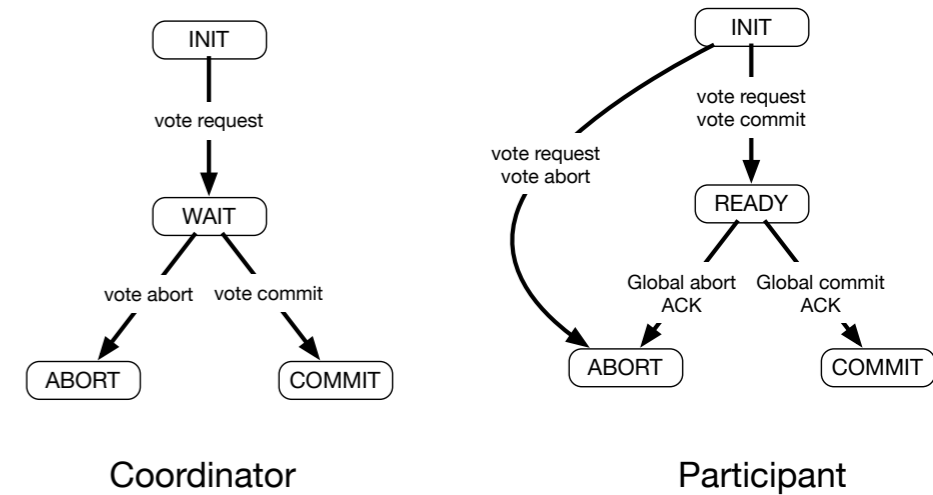 INIT
vote request
WAIT
vote abort
vote commit
ABORT
COMMIT
Coordinator
INIT
vote request
vote commit
vote request
vote abort
READY
Global abort
ACK
Global commit
ACK
ABORT
COMMIT
Participant